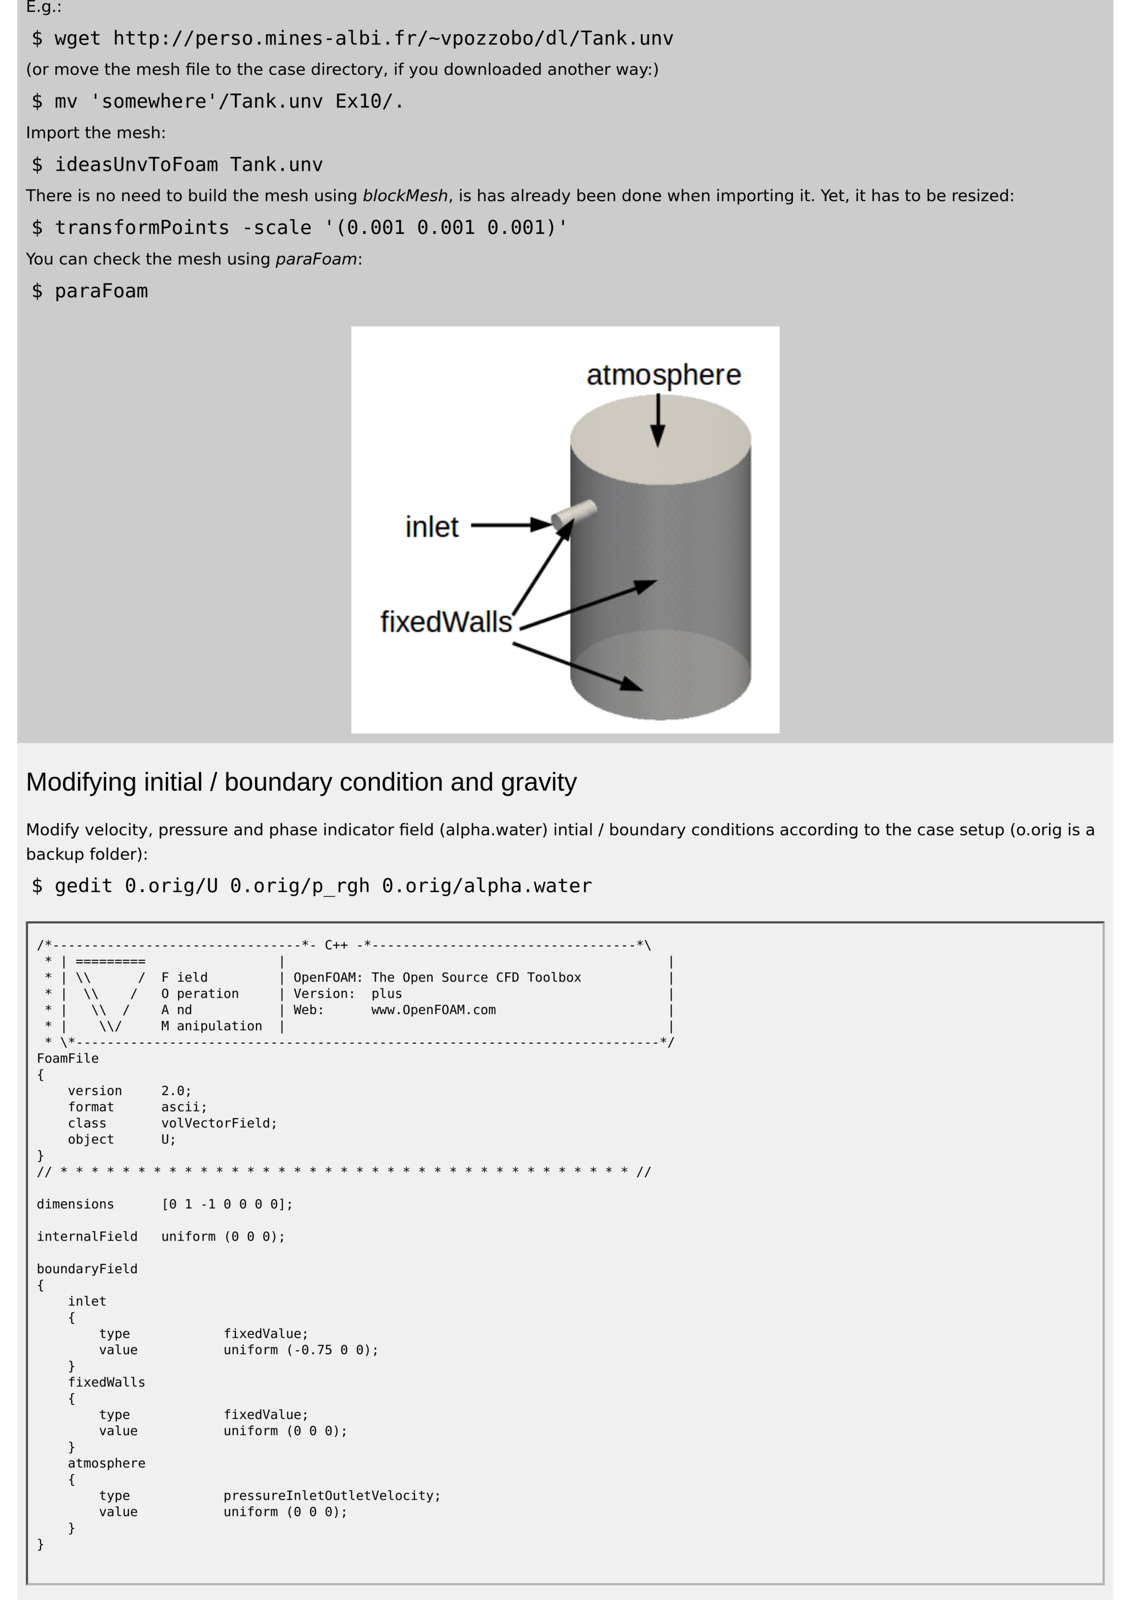 E.g.:
$ wget http://perso.mines-albi.fr/~vpozzobo/dl/Tank.unv
(or move the mesh file to the case directory, if you downloaded another way:)
$ mv 'somewhere'/Tank.unv Ex10/.
Import the mesh:
$ ideasUnvToFoam Tank.unv
There is no need to build the mesh using blockMesh, is has already been done when importing it. Yet, it has to be resized:
$ transformPoints -scale '(0.001 0.001 0.001)'
You can check the mesh using paraFoam:
$ paraFoam
atmosphere
inlet
fixedWalls
Modifying initial / boundary condition and gravity
Modify velocity, pressure and phase indicator field (alpha.water) intial / boundary conditions according to the case setup (o.orig is a
backup folder):
$ gedit 0.orig/U 0.orig/p_rgh 0.orig/alpha.water
/*--------------------------------*- C++ -*----------------------------------*\
 * | =========                 |                                                 |
 * | \\      /  F ield         | OpenFOAM: The Open Source CFD Toolbox           |
 * |  \\    /   O peration     | Version:  plus                                  |
 * |   \\  /    A nd           | Web:      www.OpenFOAM.com                      |
 * |    \\/     M anipulation  |                                                 |
 * \*---------------------------------------------------------------------------*/
FoamFile
{
    version     2.0;
    format      ascii;
    class       volVectorField;
    object      U;
}
// * * * * * * * * * * * * * * * * * * * * * * * * * * * * * * * * * * * * * //
dimensions      [0 1 -1 0 0 0 0];
internalField   uniform (0 0 0);
boundaryField
{
    inlet
    {
        type            fixedValue;
        value           uniform (-0.75 0 0);
    }
    fixedWalls
    {
        type            fixedValue;
        value           uniform (0 0 0);
    }
    atmosphere
    {
        type            pressureInletOutletVelocity;
        value           uniform (0 0 0);
    }
}